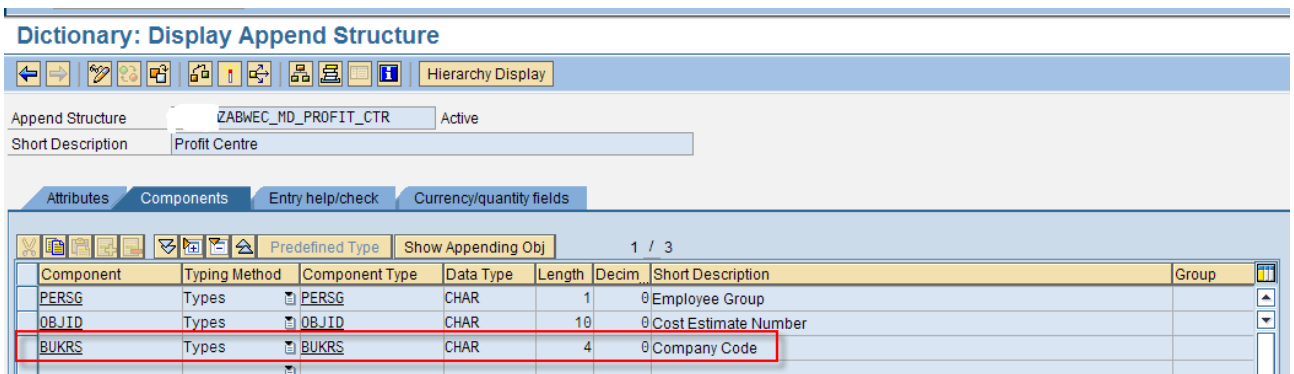 Dictionary: Display Append Structure
Hierarchy Display
Append Structure ZABWEC_MD_PROFIT_CTR Active
Short Description Profit Centre
Attributes Components Entry help/check Currency/quantity fields
Predefined Type Show Appending Obj 1 / 3
Component Typing Method Component Type Data Type Length Decim... Short Description Group
PERSG Types PERSG CHAR 1 0 Employee Group
OBJID Types OBJID CHAR 10 0 Cost Estimate Number
BUKRS Types BUKRS CHAR 4 0 Company Code